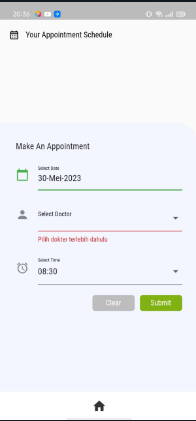 20:36
Your Appointment Schedule
Make An Appointment
Select Date
30-Mei-2023
Select Doctor
Pilih dokter terlebih dahulu
Select Time
08:30
Clear
Submit